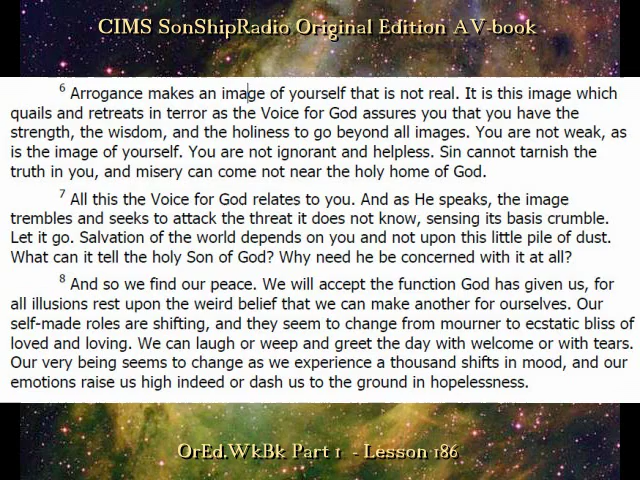 CIMS SonShipRadio Original Edition AV-book
6 Arrogance makes an image of yourself that is not real. It is this image which
quails and retreats in terror as the Voice for God assures you that you have the
strength, the wisdom, and the holiness to go beyond all images. You are not weak, as
is the image of yourself. You are not ignorant and helpless. Sin cannot tarnish the
truth in you, and misery can come not near the holy home of God.
7 All this the Voice for God relates to you. And as He speaks, the image
trembles and seeks to attack the threat it does not know, sensing its basis crumble.
Let it go. Salvation of the world depends on you and not upon this little pile of dust.
What can it tell the holy Son of God? Why need he be concerned with it at all?
8 And so we find our peace. We will accept the function God has given us, for
all illusions rest upon the weird belief that we can make another for ourselves. Our
self-made roles are shifting, and they seem to change from mourner to ecstatic bliss of
loved and loving. We can laugh or weep and greet the day with welcome or with tears.
Our very being seems to change as we experience a thousand shifts in mood, and our
emotions raise us high indeed or dash us to the ground in hopelessness.
OrEd.WkBk Part 1 - Lesson 186